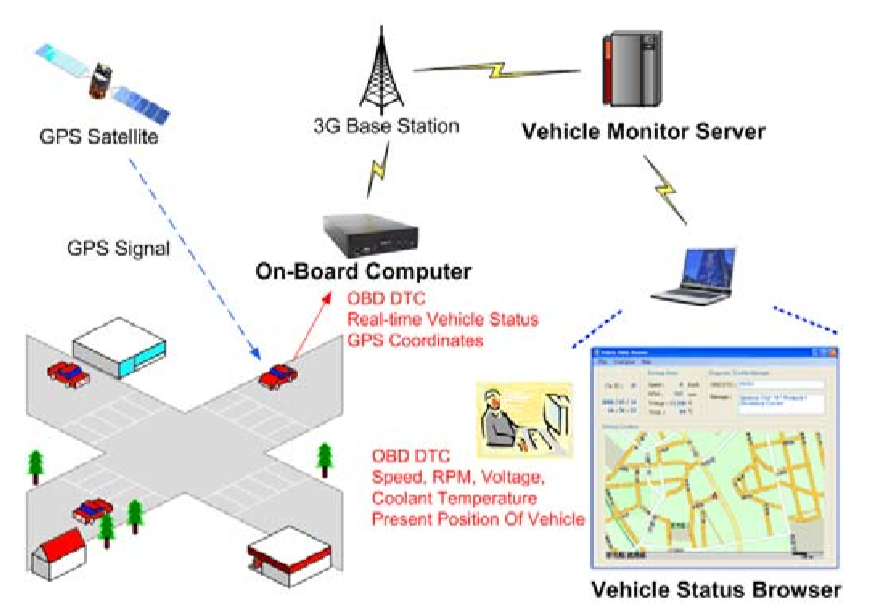 GPS Satellite
3G Base Station
Vehicle Monitor Server
GPS Signal
On-Board Computer
OBD DTC
Real-time Vehicle Status
GPS Coordinates
OBD DTC
Speed, RPM, Voltage,
Coolant Temperature
Present Position Of Vehicle
Vehicle Status Browser